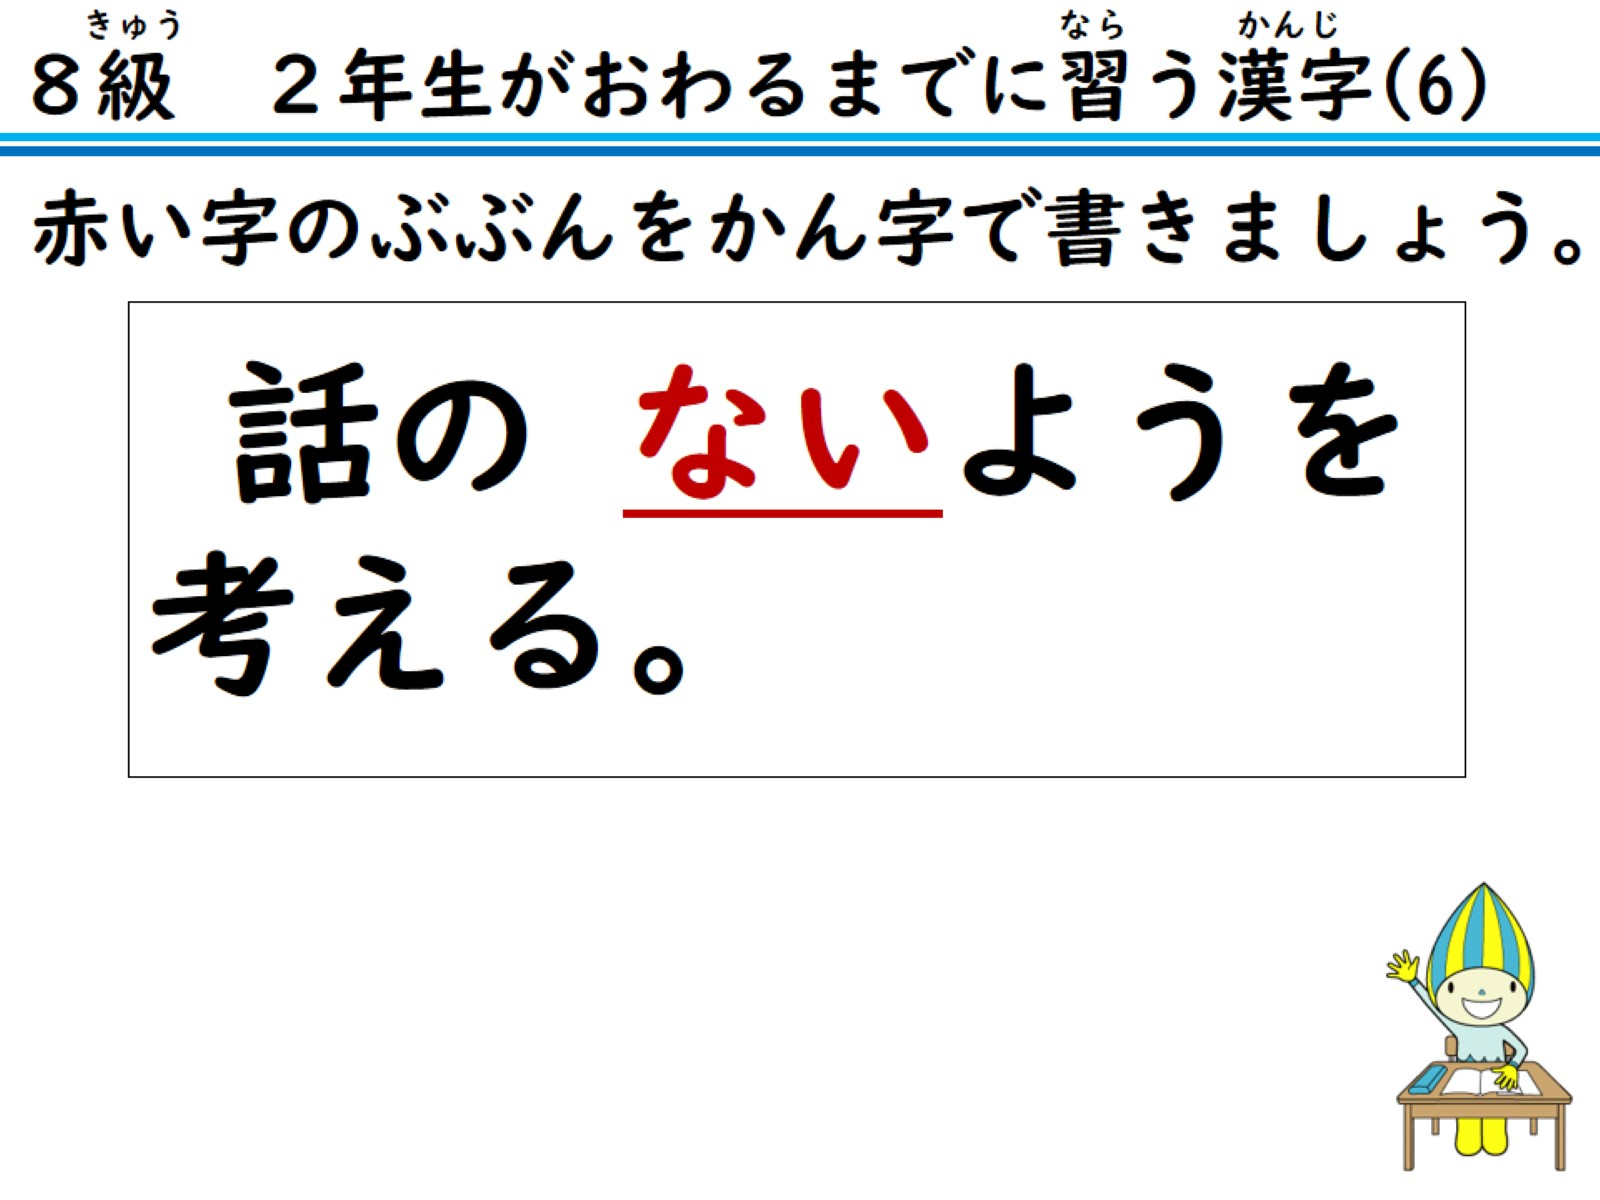 きゅう なら かんじ
８級　２年生がおわるまでに習う漢字(6)
赤い字のぶぶんをかん字で書きましょう。
話の ないようを
考える。